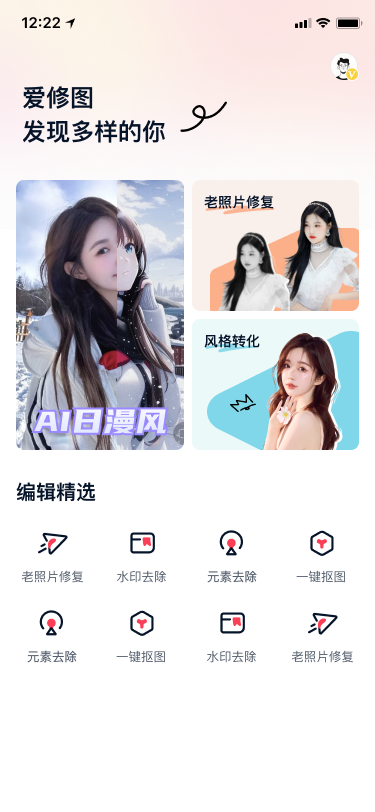 12:22
爱修图
发现多样的你
AI日漫风
老照片修复
风格转化
编辑精选
老照片修复
水印去除
元素去除
一键抠图
元素去除
一键抠图
水印去除
老照片修复